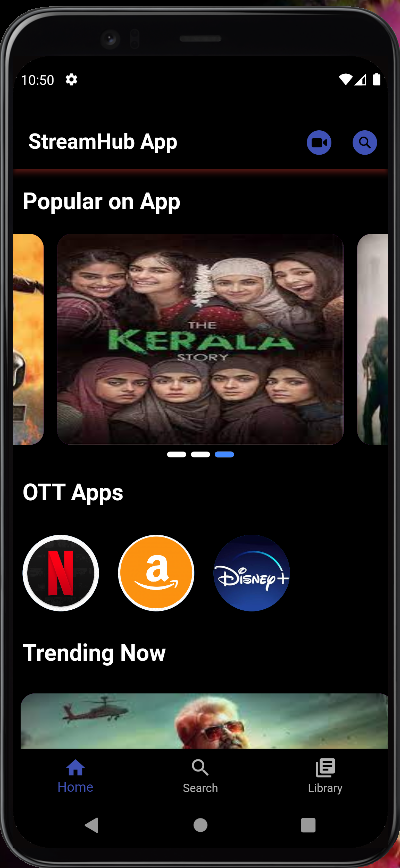 10:50
StreamHub App
Popular on App
THE
KERALA
STORY
OTT Apps
N
a
Disney+
Trending Now
Home
Search
Library